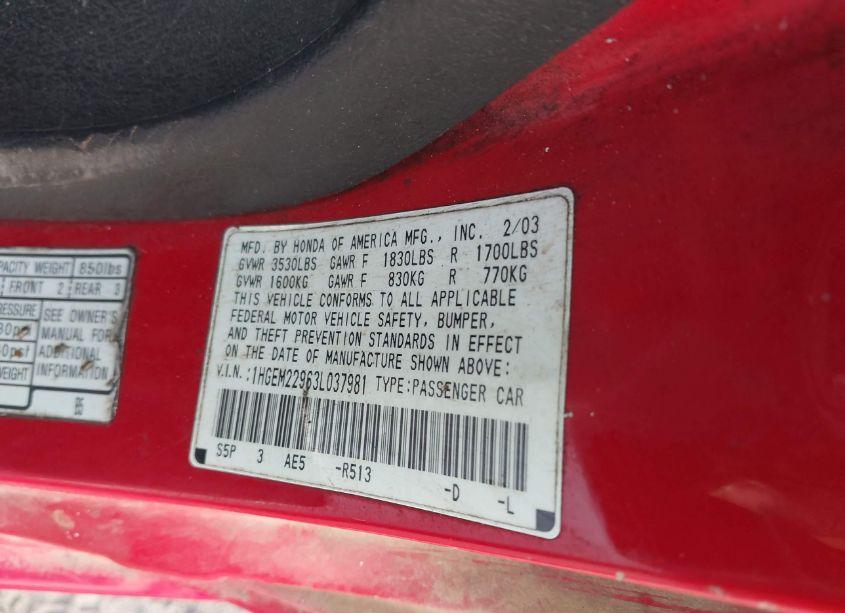 APACITY WEIGHT 850lbs
FRONT 2 REAR 3
RESSURE SEE OWNER'S
MANUAL FOR
ADDITIONAL
EIGHT INFORMATION
MFD. BY HONDA OF AMERICA MFG., INC. 2/03
GVWR 3530LBS GAWR F 1830LBS R 1700LBS
GVWR 1600KG GAWR F 830KG R 770KG
THIS VEHICLE CONFORMS TO ALL APPLICABLE
FEDERAL MOTOR VEHICLE SAFETY, BUMPER,
AND THEFT PREVENTION STANDARDS IN EFFECT
ON THE DATE OF MANUFACTURE SHOWN ABOVE:
V.I.N.:1HGEM22963L037981 TYPE:PASSENGER CAR
S5P 3 AE5 -R513 -D -L